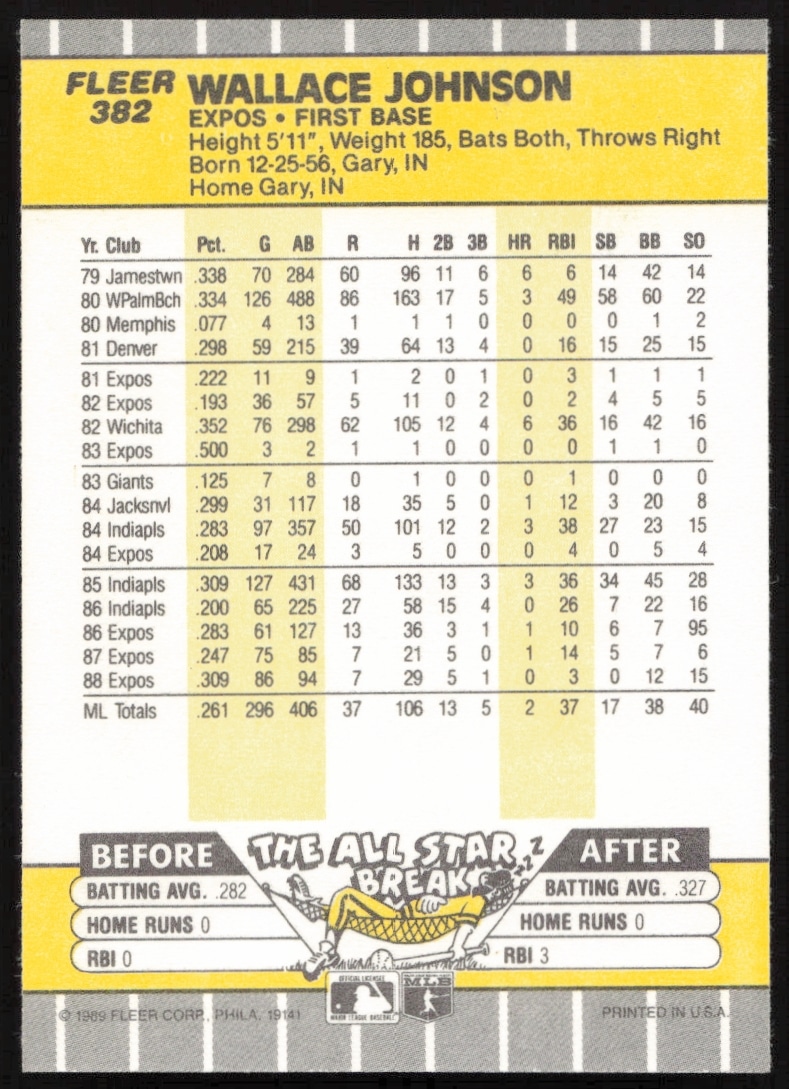 FLEER
382
WALLACE JOHNSON
EXPOS • FIRST BASE
Height 5'11", Weight 185, Bats Both, Throws Right
Born 12-25-56, Gary, IN
Home Gary, IN
Yr. Club Pct. G AB R H 2B 3B HR RBI SB BB SO
79 Jamestwn .338 70 284 60 96 11 6 6 6 14 42 14
80 WPalmBch .334 126 488 86 163 17 5 3 49 58 60 22
80 Memphis .077 4 13 1 1 1 0 0 0 0 1 2
81 Denver .298 59 215 39 64 13 4 0 16 15 25 15
81 Expos .222 11 9 1 2 0 1 0 3 1 1 1
82 Expos .193 36 57 5 11 0 2 0 2 4 5 5
82 Wichita .352 76 298 62 105 12 4 6 36 16 42 16
83 Expos .500 3 2 1 1 0 0 0 0 1 1 0
83 Giants .125 7 8 0 1 0 0 0 1 0 0 0
84 Jacksnvl .299 31 117 18 35 5 0 1 12 3 20 8
84 Indiapls .283 97 357 50 101 12 2 3 38 27 23 15
84 Expos .208 17 24 3 5 0 0 0 4 0 5 4
85 Indiapls .309 127 431 68 133 13 3 3 36 34 45 28
86 Indiapls .200 65 225 27 58 15 4 0 26 7 22 16
86 Expos .283 61 127 13 36 3 1 1 10 6 7 95
87 Expos .247 75 85 7 21 5 0 1 14 5 7 6
88 Expos .309 86 94 7 29 5 1 0 3 0 12 15
ML Totals .261 296 406 37 106 13 5 2 37 17 38 40
BEFORE
THE ALL STAR
BREAK
ZZZ
AFTER
BATTING AVG. .282
HOME RUNS 0
RBI 0
BATTING AVG. .327
HOME RUNS 0
RBI 3
OFFICIAL LICENSEE
MAJOR LEAGUE BASEBALL
MLB
© 1989 FLEER CORP., PHILA. 19141
PRINTED IN U.S.A.